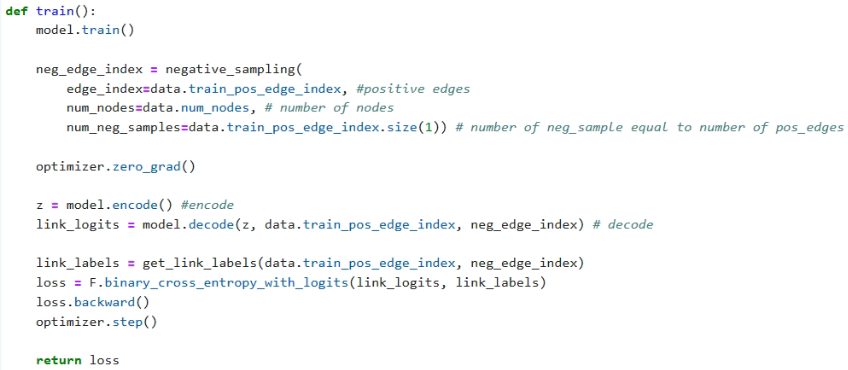 def train():
    model.train()

    neg_edge_index = negative_sampling(
        edge_index=data.train_pos_edge_index, #positive edges
        num_nodes=data.num_nodes, # number of nodes
        num_neg_samples=data.train_pos_edge_index.size(1)) # number of neg_sample equal to number of pos_edges

    optimizer.zero_grad()

    z = model.encode() #encode
    link_logits = model.decode(z, data.train_pos_edge_index, neg_edge_index) # decode

    link_labels = get_link_labels(data.train_pos_edge_index, neg_edge_index)
    loss = F.binary_cross_entropy_with_logits(link_logits, link_labels)
    loss.backward()
    optimizer.step()

    return loss